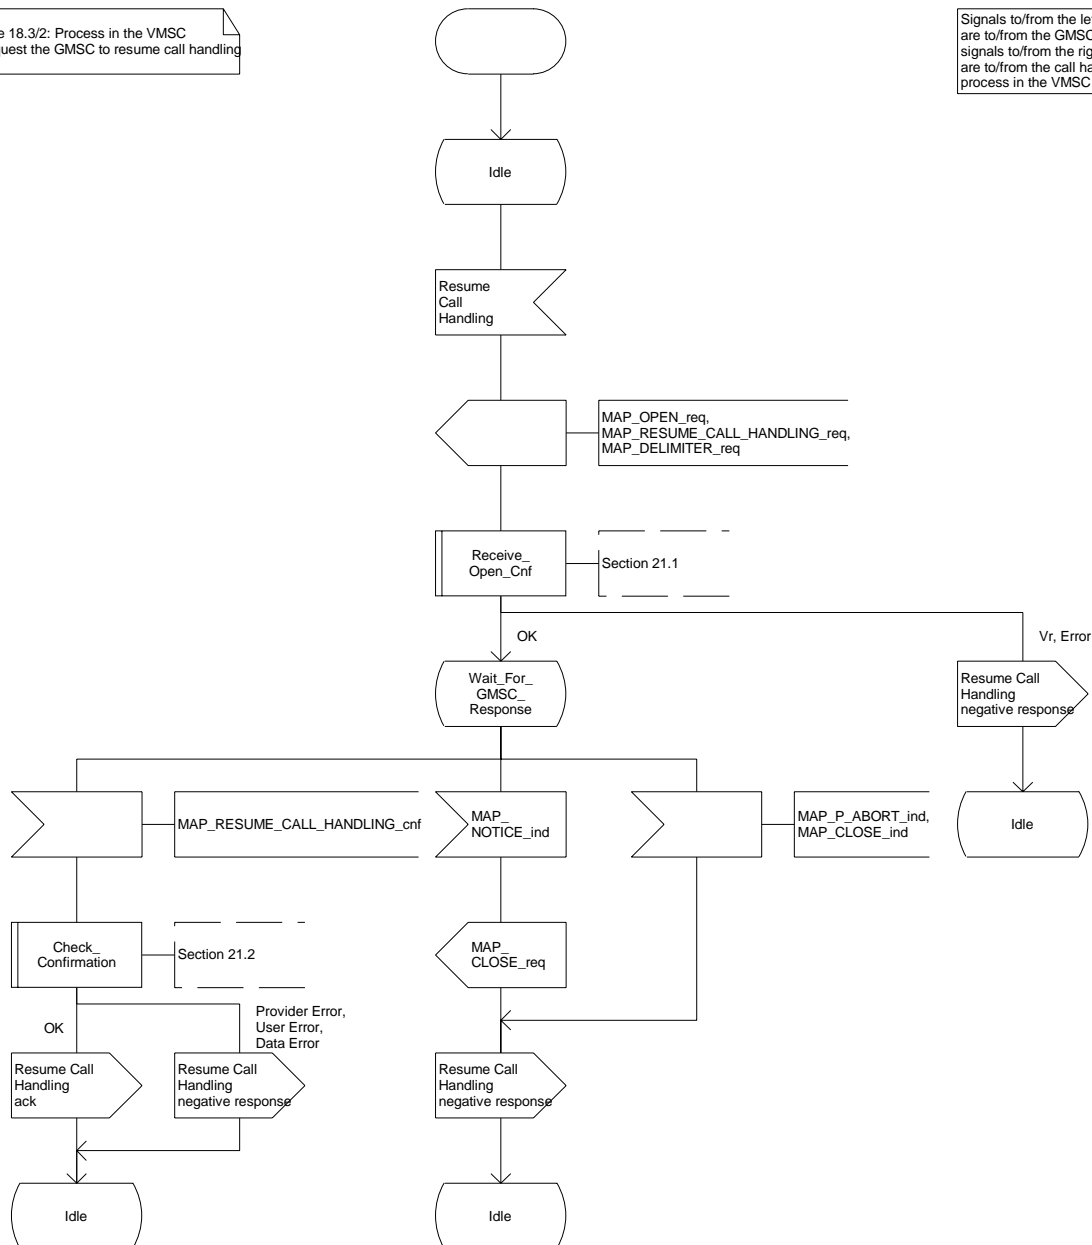 18.3/2: Process in the VMSC
the GMSC to resume call handling
Signals to/from the
are to/from the GMSC
signals to/from the
are to/from the call
process in the VMSC
Idle
Resume
Call
Handling
MAP_OPEN_req,
MAP_RESUME_CALL_HANDLING_req,
MAP_DELIMITER_req
Receive_
Open_Cnf
Section 21.1
OK
Vr, Error
Wait_For_
GMSC_
Response
Resume Call
Handling
negative response
MAP_RESUME_CALL_HANDLING_cnf
MAP_
NOTICE_ind
MAP_P_ABORT_ind,
MAP_CLOSE_ind
Idle
Check_
Confirmation
Section 21.2
MAP_
CLOSE_req
OK
Provider Error,
User Error,
Data Error
Resume Call
Handling
ack
Resume Call
Handling
negative response
Resume Call
Handling
negative response
Idle
Idle